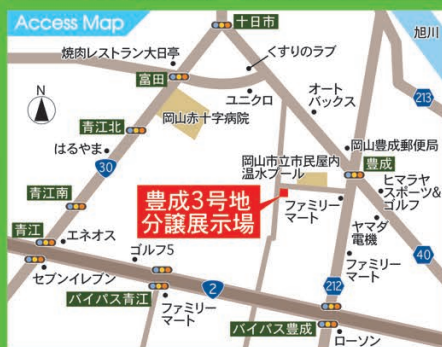 Access Map
十日市
旭川
焼肉レストラン大日亭
くすりのラブ
富田
ユニクロ
オート
バックス
213
N
青江北
岡山赤十字病院
はるやま
岡山豊成郵便局
岡山市立市民屋内
温水プール
豊成
30
ヒマラヤ
スポーツ&
ゴルフ
青江南
豊成3号地
分譲展示場
ファミリー
マート
ヤマダ
電機
青江
エネオス
ゴルフ5
ファミリー
マート
40
セブンイレブン
2
212
バイパス青江
ファミリー
マート
バイパス豊成
ローソン